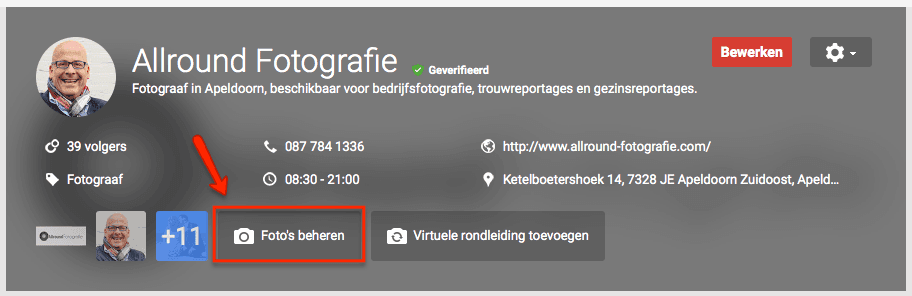 Allround Fotografie
Geverifieerd
Bewerken
Fotograaf in Apeldoorn, beschikbaar voor bedrijfsfotografie, trouwreportages en gezinsreportages.
39 volgers
087 784 1336
http://www.allround-fotografie.com/
Fotograaf
08:30 - 21:00
Ketelboetershoek 14, 7328 JE Apeldoorn Zuidoost, Apeld...
AllroundFotografie
+11
Foto's beheren
Virtuele rondleiding toevoegen